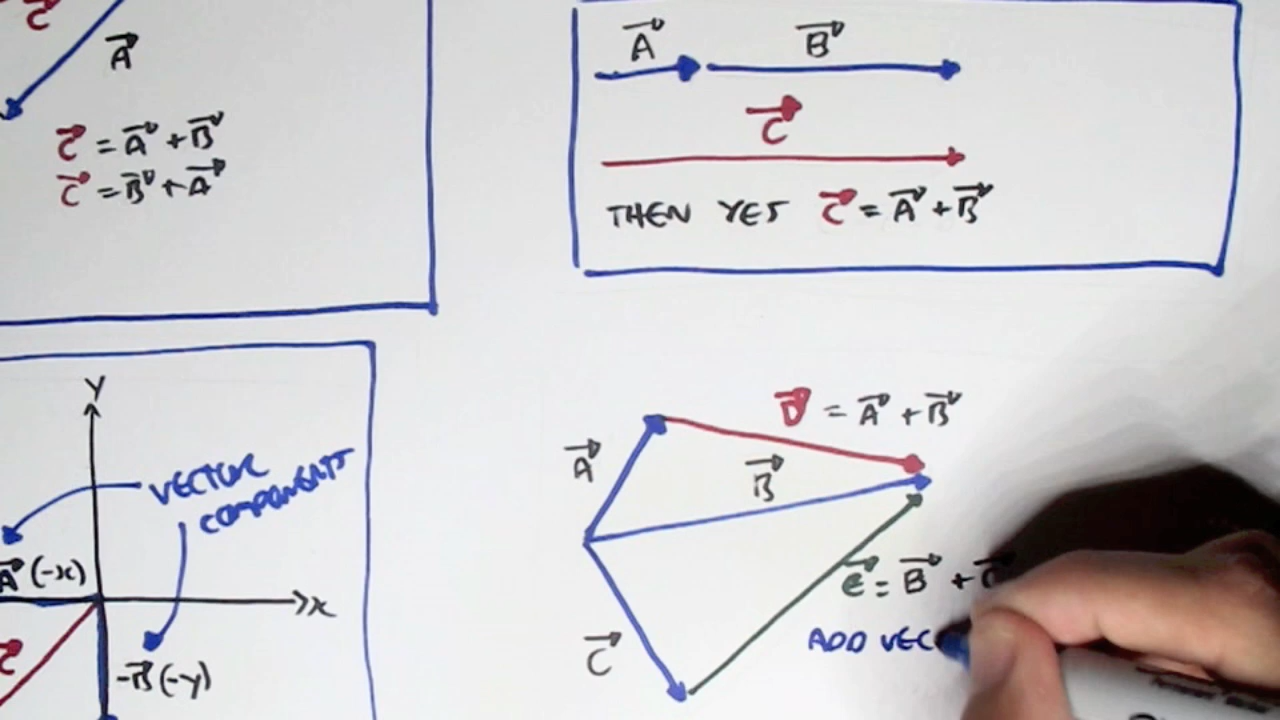 C⃗
A⃗
C⃗ = A⃗ + B⃗
C⃗ = B⃗ + A⃗
A⃗ B⃗
C⃗
THEN YES C⃗ = A⃗ + B⃗
Y
VECTOR
COMPONENTS
A⃗ (-x)
x
C⃗
-B⃗ (-y)
D⃗ = A⃗ + B⃗
A⃗
B⃗
e⃗ = B⃗ +
C⃗
ADD VEC